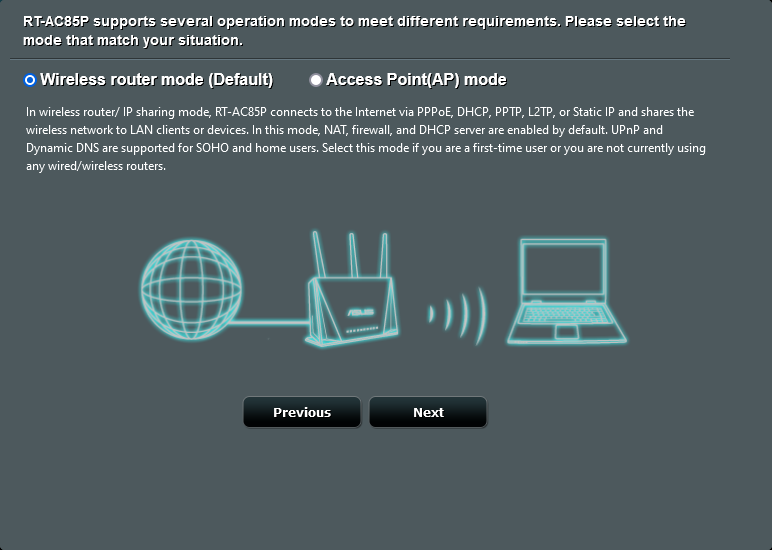 RT-AC85P supports several operation modes to meet different requirements. Please select the
mode that match your situation.
Wireless router mode (Default) Access Point(AP) mode
In wireless router/ IP sharing mode, RT-AC85P connects to the Internet via PPPoE, DHCP, PPTP, L2TP, or Static IP and shares the
wireless network to LAN clients or devices. In this mode, NAT, firewall, and DHCP server are enabled by default. UPnP and
Dynamic DNS are supported for SOHO and home users. Select this mode if you are a first-time user or you are not currently using
any wired/wireless routers.
ASUS
Previous Next